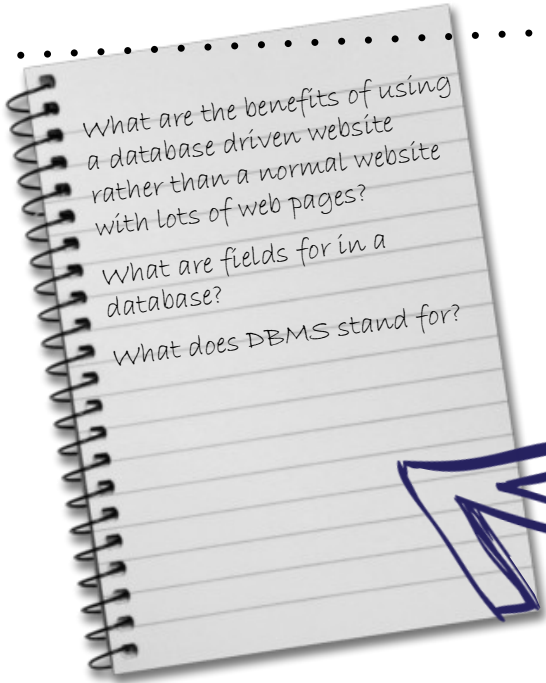 What are the benefits of using
a database driven website
rather than a normal website
with lots of web pages?
What are fields for in a
database?
What does DBMS stand for?